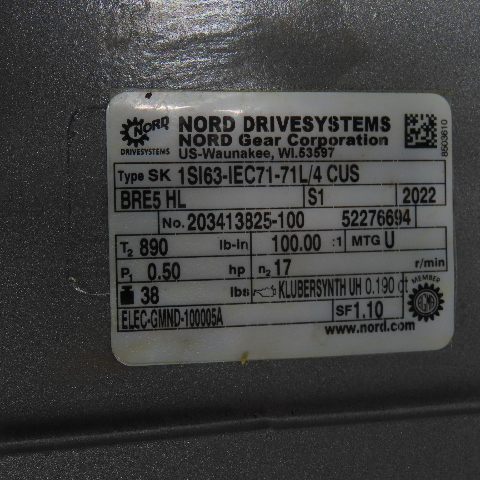 NORD
DRIVESYSTEMS
NORD DRIVESYSTEMS
NORD Gear Corporation
US-Waunakee, WI.53597
8503610
Type SK 1SI63-IEC71-71L/4 CUS
BRE5 HL S1 2022
No. 203413825-100 52276694
T2 890 lb-in 100.00 :1 MTG U
P1 0.50 hp n2 17 r/min
38 lbs KLUBERSYNTH UH 0.190 qt
ELEC-GMND-100005A SF 1.10
MEMBER
AGMA
www.nord.com